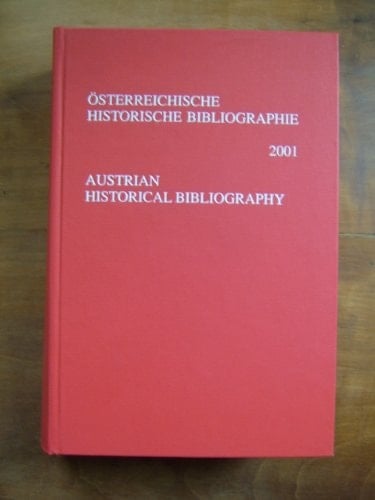 ÖSTERREICHISCHE
HISTORISCHE BIBLIOGRAPHIE
2001
AUSTRIAN
HISTORICAL BIBLIOGRAPHY